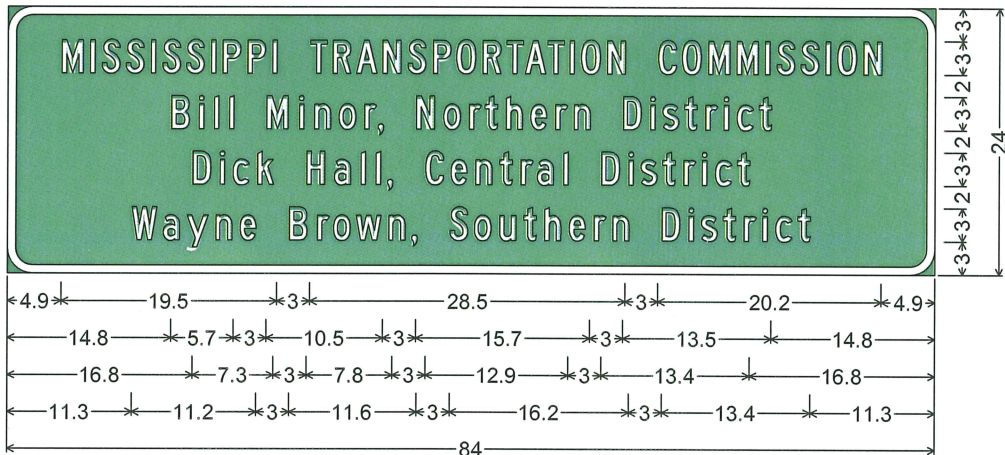 MISSISSIPPI TRANSPORTATION COMMISSION
Bill Minor, Northern District
Dick Hall, Central District
Wayne Brown, Southern District
3 3 2 3 2 3 2 3 3
24
4.9 19.5 3 28.5 3 20.2 4.9
14.8 5.7 3 10.5 3 15.7 3 13.5 14.8
16.8 7.3 3 7.8 3 12.9 3 13.4 16.8
11.3 11.2 3 11.6 3 16.2 3 13.4 11.3
84